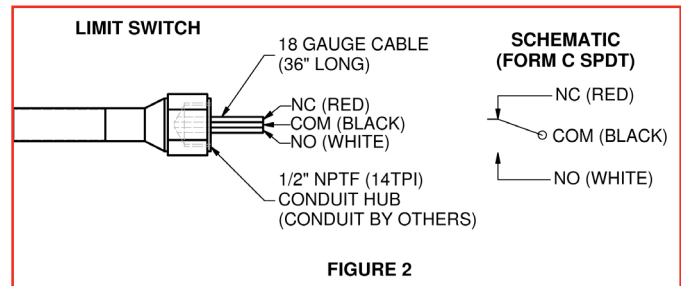 LIMIT SWITCH
18 GAUGE CABLE
(36" LONG)
NC (RED)
COM (BLACK)
NO (WHITE)
1/2" NPTF (14TPI)
CONDUIT HUB
(CONDUIT BY OTHERS)
SCHEMATIC
(FORM C SPDT)
NC (RED)
COM (BLACK)
NO (WHITE)
FIGURE 2